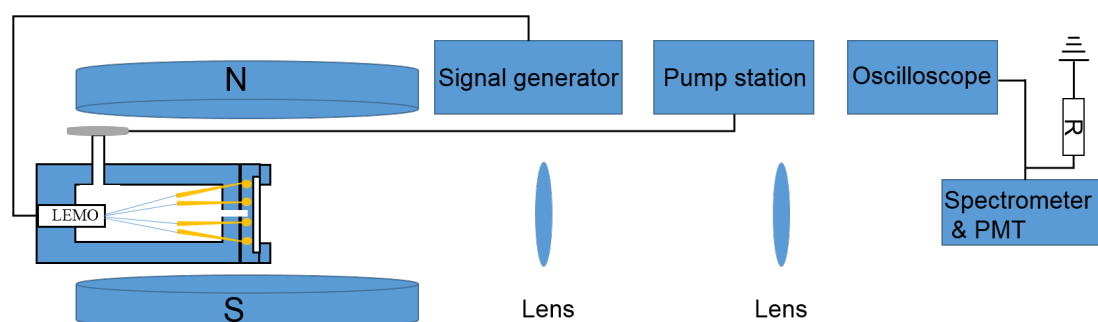 N
Signal generator
Pump station
Oscilloscope
R
LEMO
Spectrometer
& PMT
S
Lens
Lens